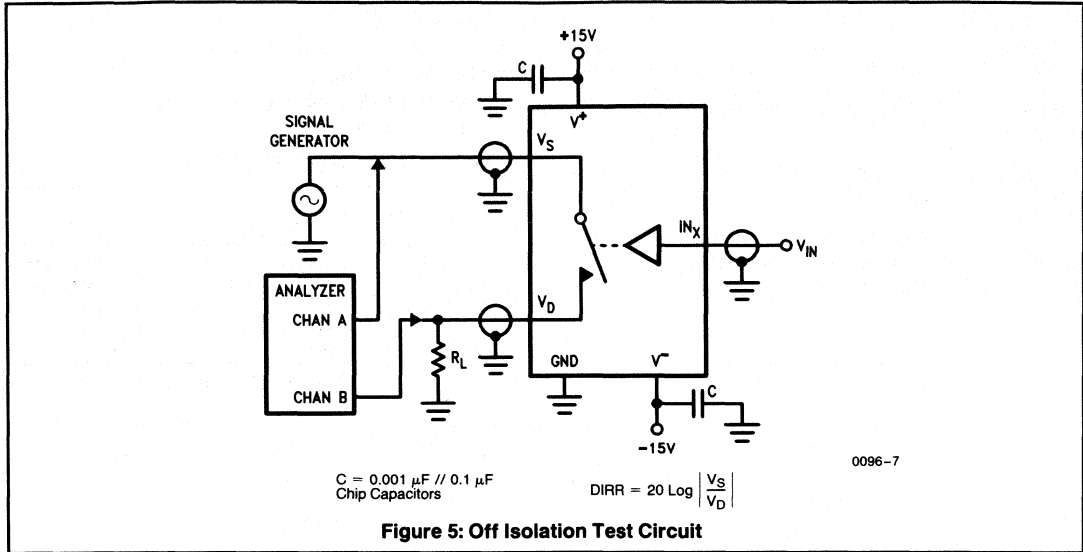 +15V
C
V+
SIGNAL
GENERATOR
VS
INX
VIN
ANALYZER
CHAN A
CHAN B
VD
RL
GND
V−
C
−15V
0096–7
C = 0.001 µF // 0.1 µF
Chip Capacitors
DIRR = 20 Log |VS/VD|
Figure 5: Off Isolation Test Circuit